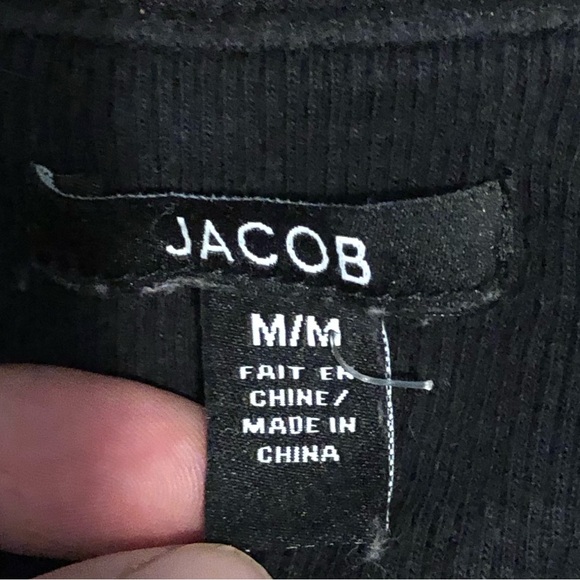 JACOB
M/M
FAIT EN
CHINE/
MADE IN
CHINA